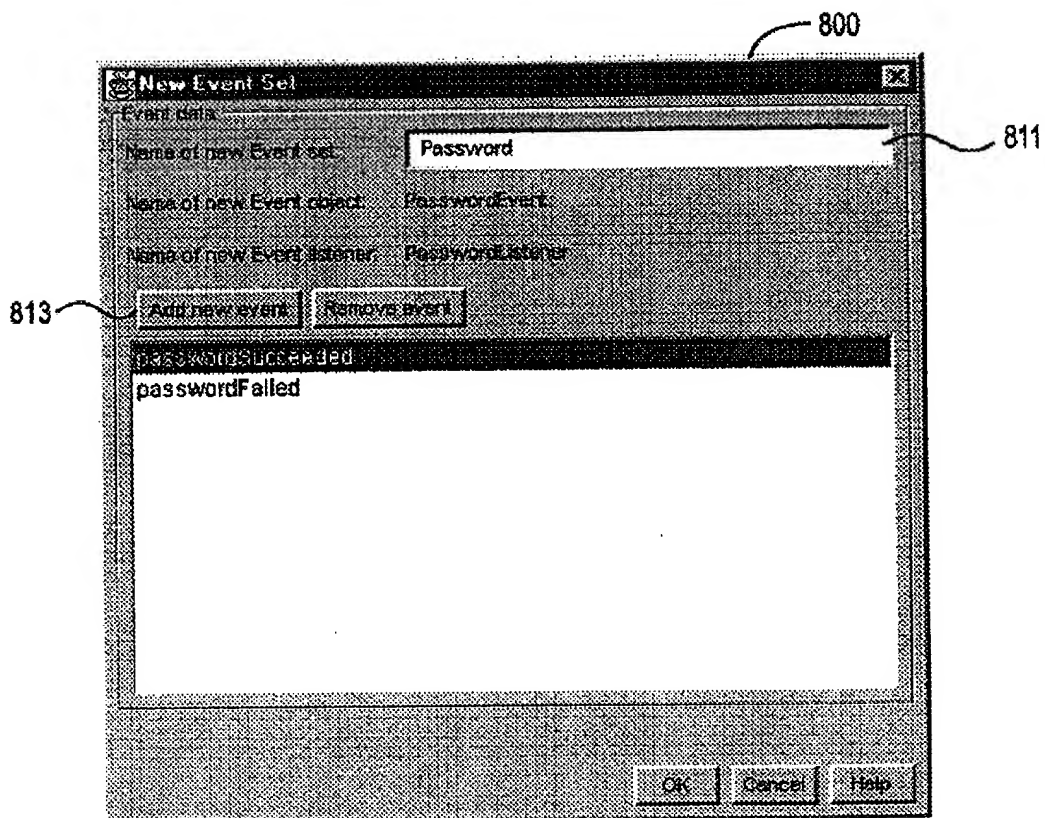 800
New Event Set
Event data:
Name of new Event set: Password
811
Name of new Event object: PasswordEvent
Name of new Event listener: PasswordListener
813
Add new event Remove event
passwordSucceeded
passwordFailed
OK Cancel Help